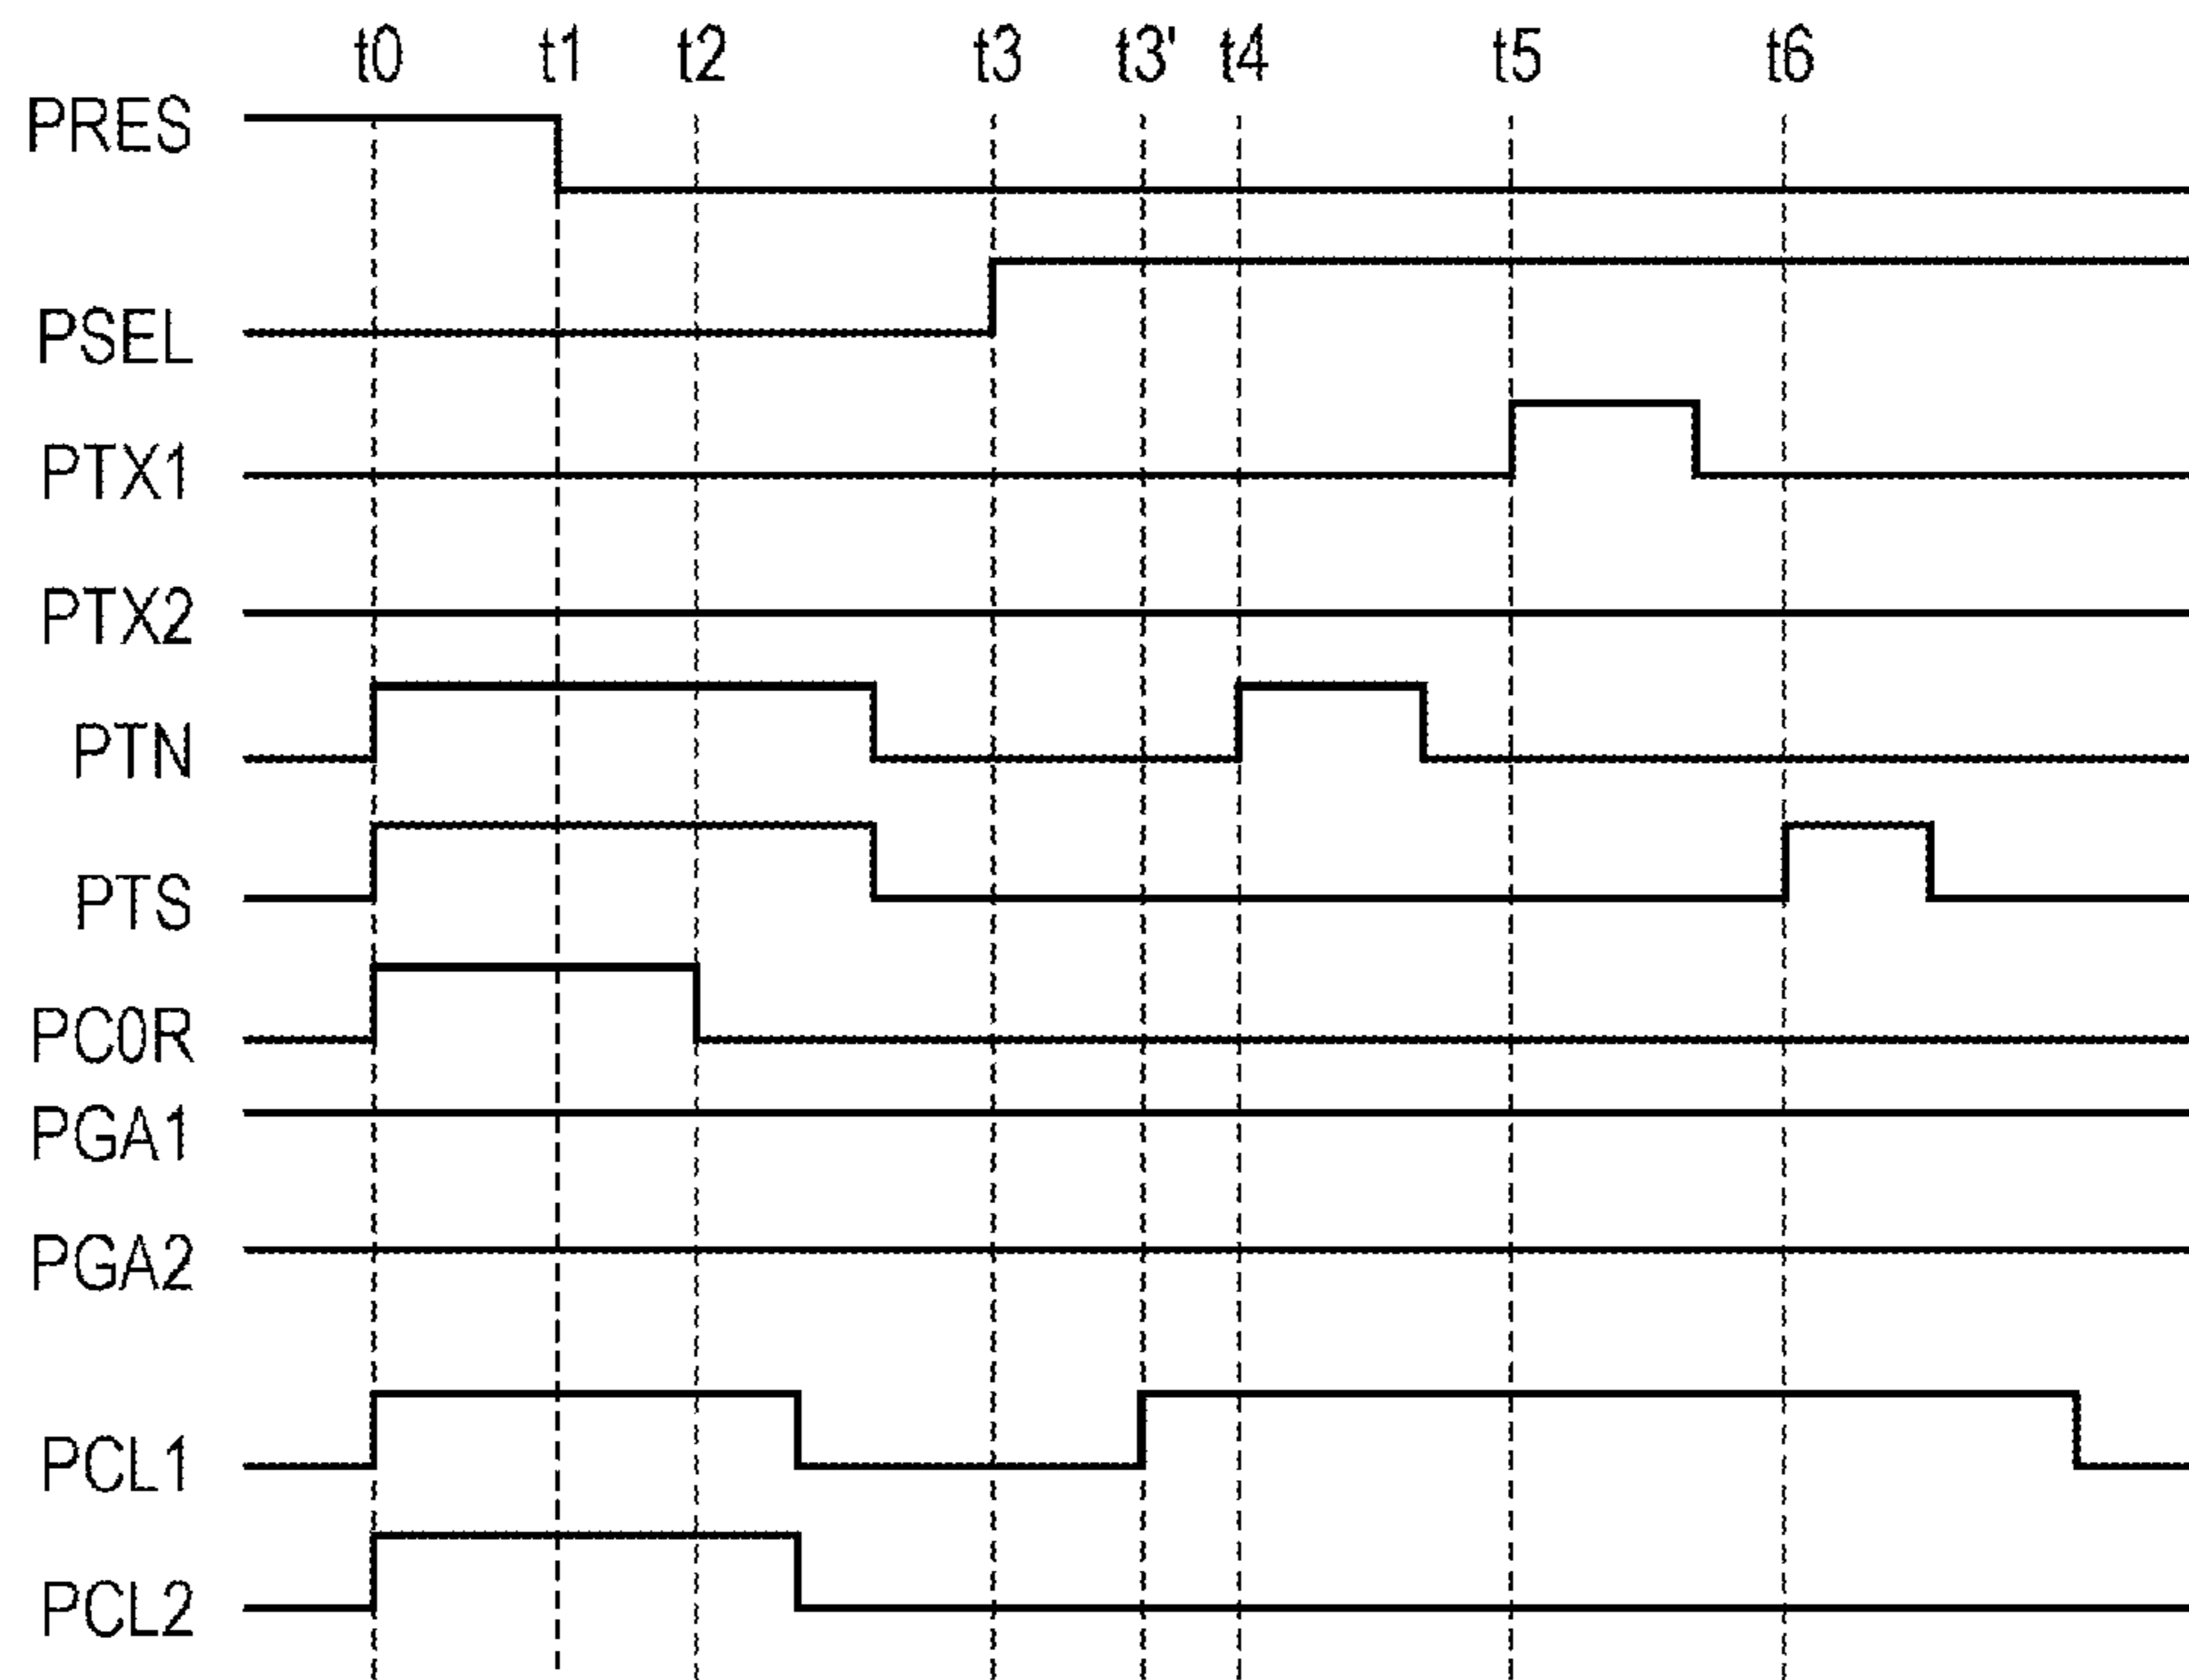 t0 t1 t2 t3 t3' t4 t5 t6
PRES
PSEL
PTX1
PTX2
PTN
PTS
PC0R
PGA1
PGA2
PCL1
PCL2